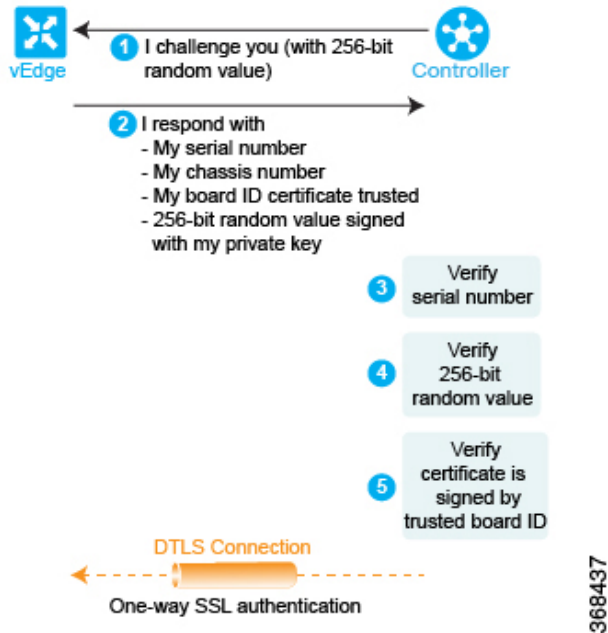 vEdge
Controller
1 I challenge you (with 256-bit
random value)
2 I respond with
- My serial number
- My chassis number
- My board ID certificate trusted
- 256-bit random value signed
with my private key
3 Verify
serial number
4 Verify
256-bit
random value
5 Verify
certificate is
signed by
trusted board ID
DTLS Connection
One-way SSL authentication
368437